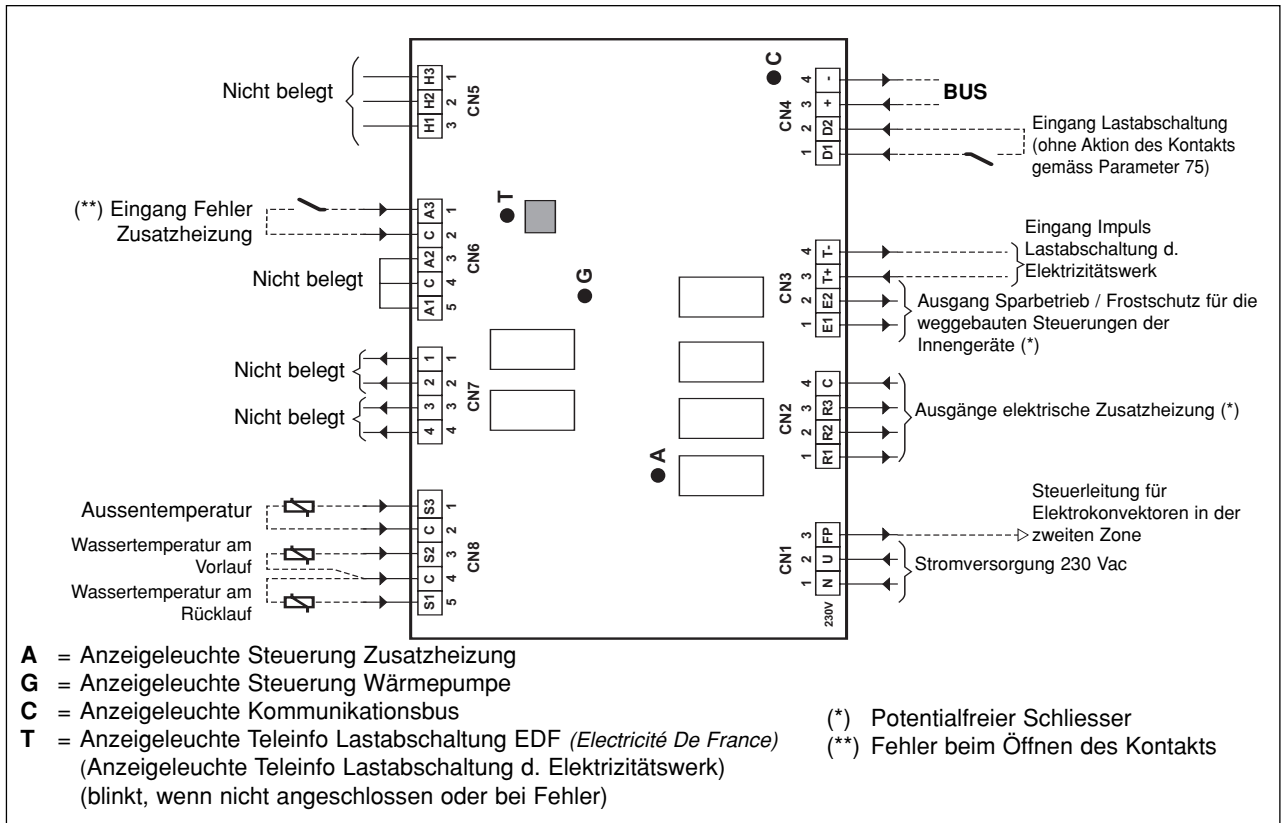 Nicht belegt
H3 1
H2 2
H1 3
CN5
(**) Eingang Fehler
Zusatzheizung
A3 1
C 2
A2 3
C 4
A1 5
CN6
Nicht belegt
Nicht belegt
Nicht belegt
1 1
2 2
3 3
4 4
CN7
Aussentemperatur
Wassertemperatur am
Vorlauf
Wassertemperatur am
Rücklauf
S3 1
C 2
S2 3
C 4
S1 5
CN8
T
G
A
C
CN4
4 -
3 +
2 D2
1 D1
BUS
Eingang Lastabschaltung
(ohne Aktion des Kontakts
gemäss Parameter 75)
CN3
4 T-
3 T+
2 E2
1 E1
Eingang Impuls
Lastabschaltung d.
Elektrizitätswerk
Ausgang Sparbetrieb / Frostschutz für die
weggebauten Steuerungen der
Innengeräte (*)
CN2
4 C
3 R3
2 R2
1 R1
Ausgänge elektrische Zusatzheizung (*)
CN1
3 FP
2 U
1 N
230V
Steuerleitung für
Elektrokonvektoren in der
zweiten Zone
Stromversorgung 230 Vac
A = Anzeigeleuchte Steuerung Zusatzheizung
G = Anzeigeleuchte Steuerung Wärmepumpe
C = Anzeigeleuchte Kommunikationsbus
T = Anzeigeleuchte Teleinfo Lastabschaltung EDF (Electricité De France)
(Anzeigeleuchte Teleinfo Lastabschaltung d. Elektrizitätswerk)
(blinkt, wenn nicht angeschlossen oder bei Fehler)
(*) Potentialfreier Schliesser
(**) Fehler beim Öffnen des Kontakts